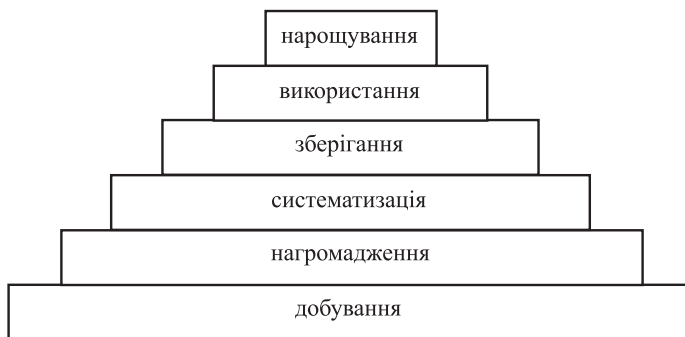 нарощування
використання
зберігання
систематизація
нагромадження
добування